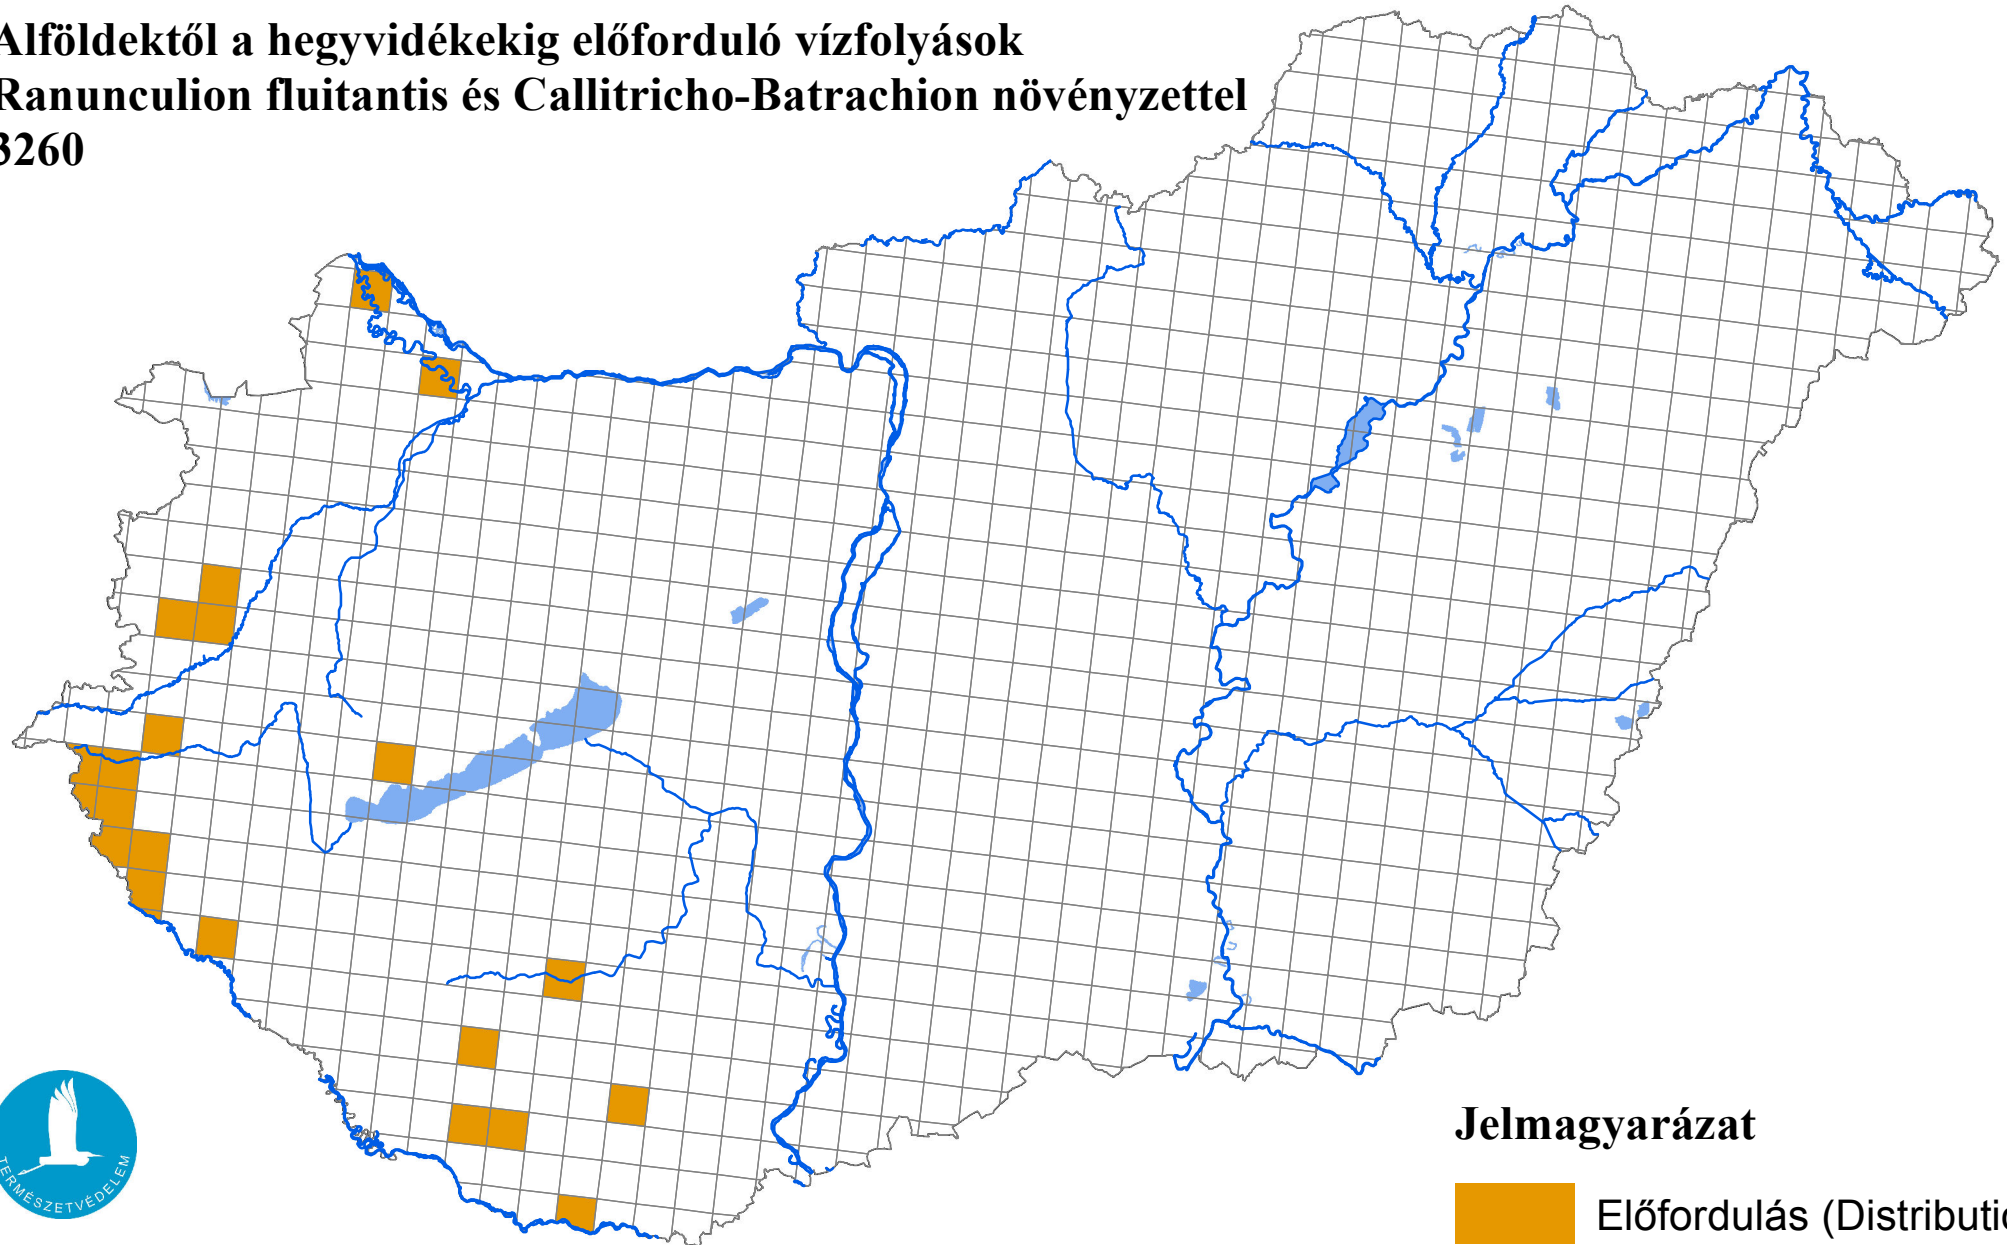 Alföldektől a hegyvidékekig előforduló vízfolyások
Ranunculion fluitantis és Callitricho-Batrachion növényzettel
3260
TERMÉSZETVÉDELEM
Jelmagyarázat
Előfordulás (Distributio